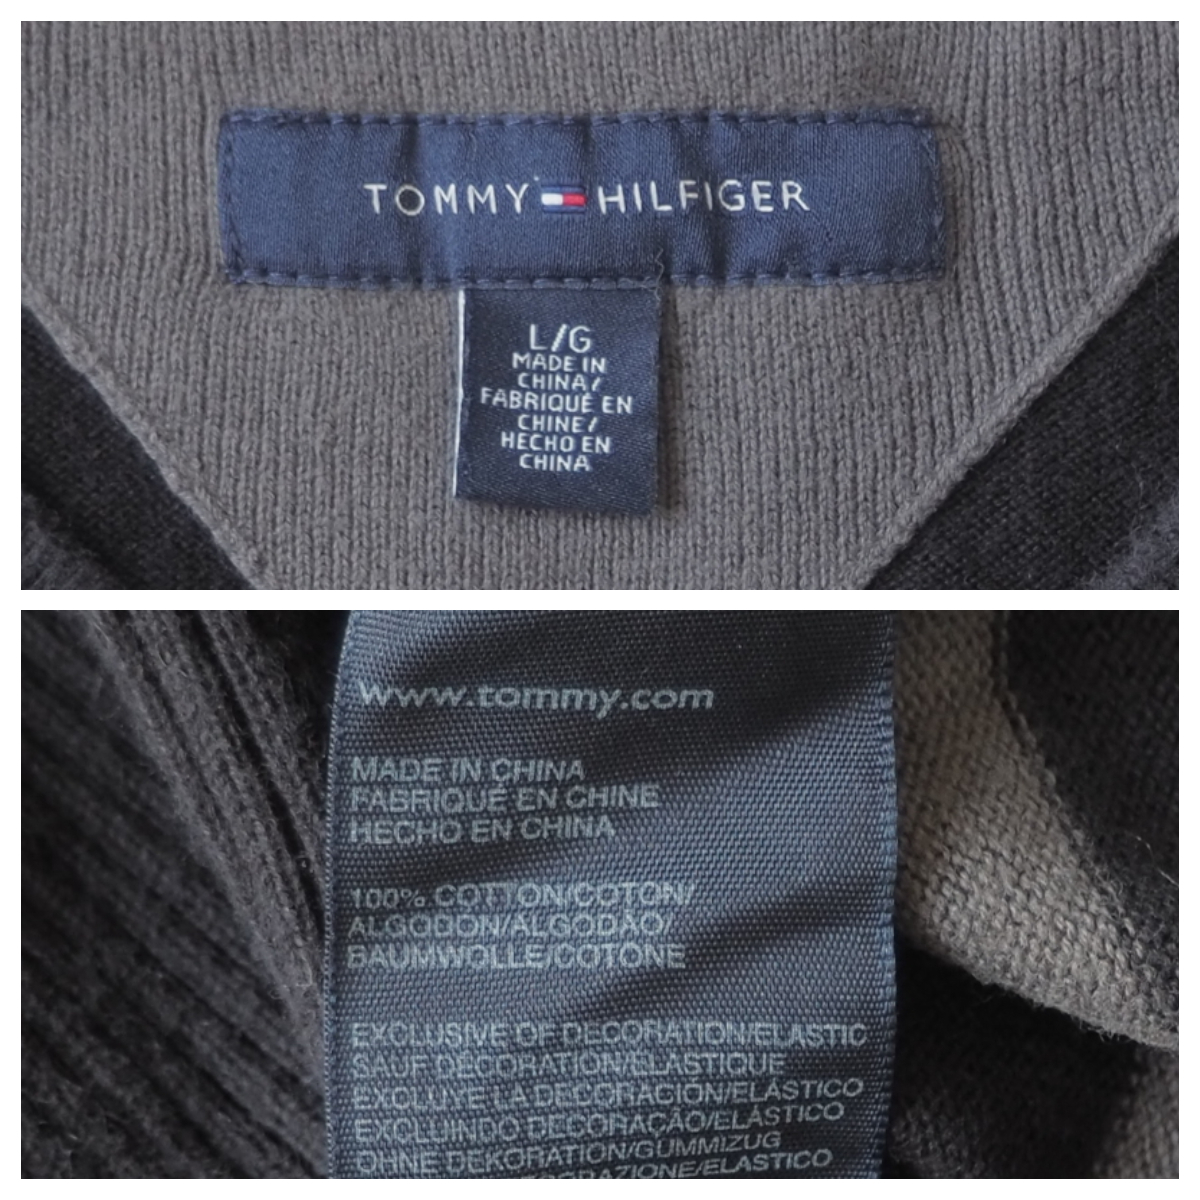 TOMMY HILFIGER
L/G
MADE IN
CHINA/
FABRIQUÉ EN
CHINE/
HECHO EN
CHINA
www.tommy.com
MADE IN CHINA
FABRIQUÉ EN CHINE
HECHO EN CHINA
100% COTTON/COTON/
ALGODON/ALGODÃO/
BAUMWOLLE/COTONE
EXCLUSIVE OF DECORATION/ELASTIC
SAUF DÉCORATION/ELASTIQUE
EXCLUYE LA DECORACIÓN/ELÁSTICO
EXCLUINDO DECORAÇÃO/ELÁSTICO
OHNE DEKORATION/GUMMIZUG